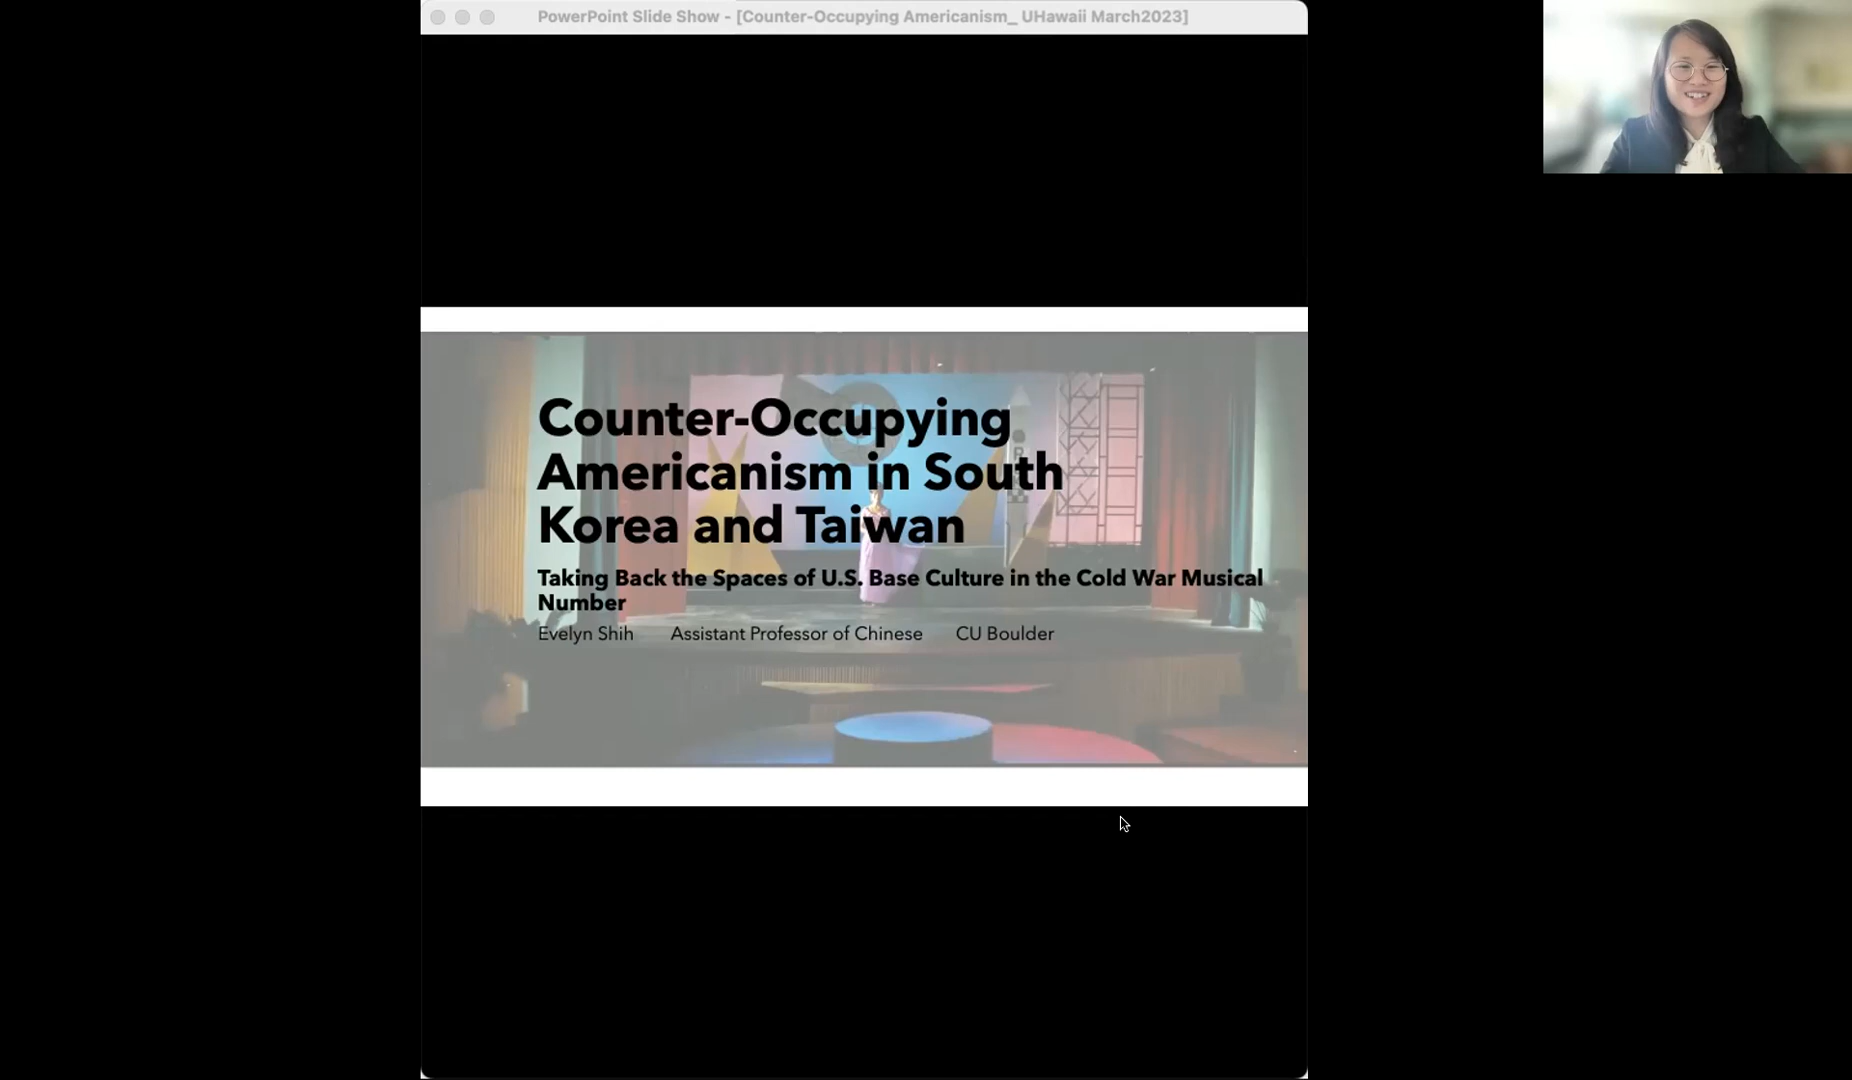 PowerPoint Slide Show - [Counter-Occupying Americanism_ UHawaii March2023]
Counter-Occupying
Americanism in South
Korea and Taiwan
Taking Back the Spaces of U.S. Base Culture in the Cold War Musical
Number
Evelyn Shih Assistant Professor of Chinese CU Boulder